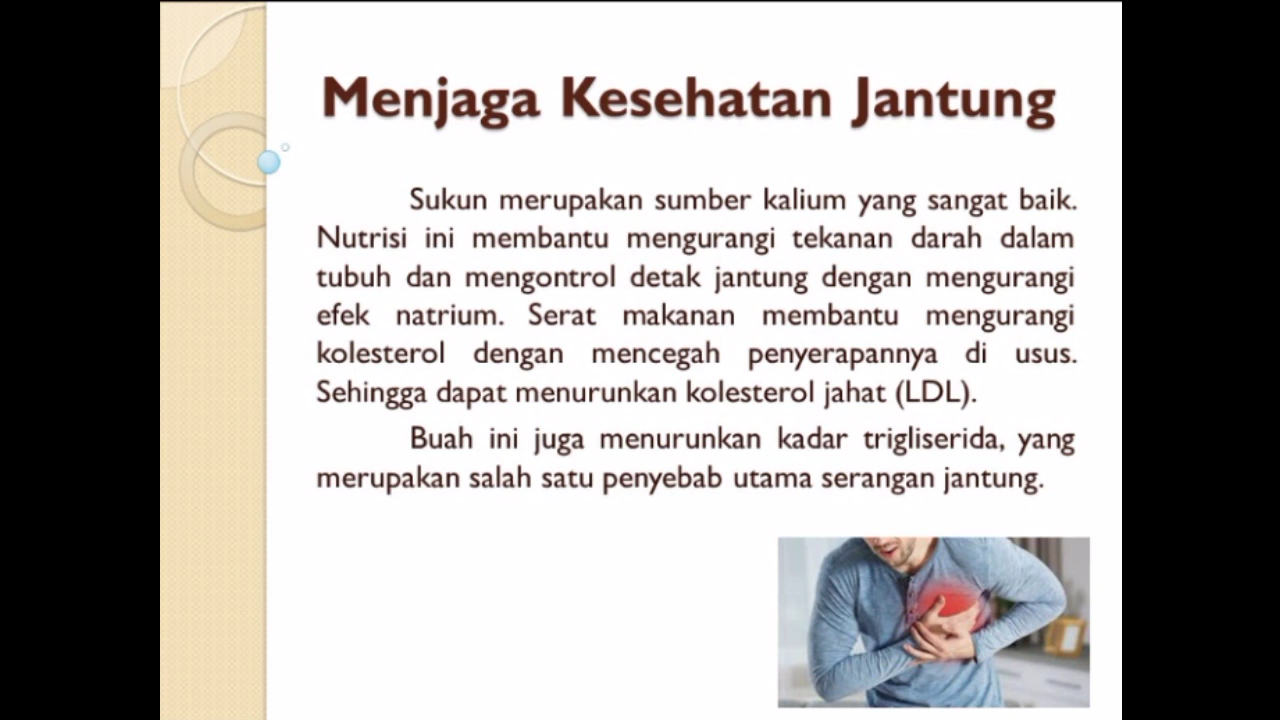 Menjaga Kesehatan Jantung
Sukun merupakan sumber kalium yang sangat baik.
Nutrisi ini membantu mengurangi tekanan darah dalam
tubuh dan mengontrol detak jantung dengan mengurangi
efek natrium. Serat makanan membantu mengurangi
kolesterol dengan mencegah penyerapannya di usus.
Sehingga dapat menurunkan kolesterol jahat (LDL).
Buah ini juga menurunkan kadar trigliserida, yang
merupakan salah satu penyebab utama serangan jantung.